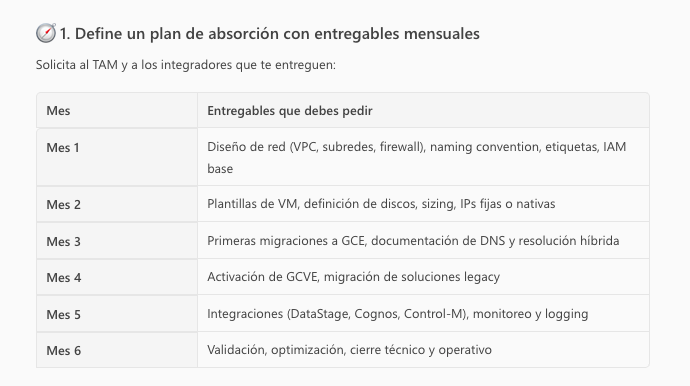 🧭 1. Define un plan de absorción con entregables mensuales
Solicita al TAM y a los integradores que te entreguen:
Mes Entregables que debes pedir
Mes 1 Diseño de red (VPC, subredes, firewall), naming convention, etiquetas, IAM
base
Mes 2 Plantillas de VM, definición de discos, sizing, IPs fijas o nativas
Mes 3 Primeras migraciones a GCE, documentación de DNS y resolución híbrida
Mes 4 Activación de GCVE, migración de soluciones legacy
Mes 5 Integraciones (DataStage, Cognos, Control-M), monitoreo y logging
Mes 6 Validación, optimización, cierre técnico y operativo